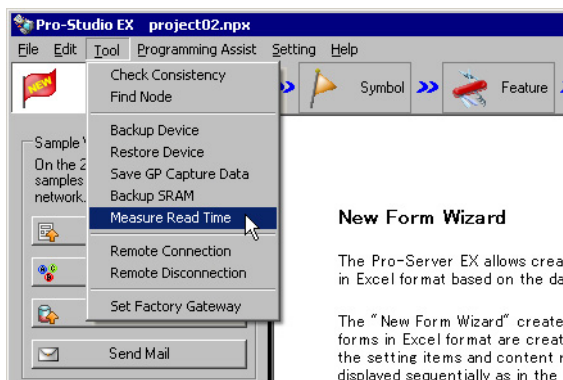 Pro-Studio EX project02.npx
File Edit Tool Programming Assist Setting Help
NEW
Symbol
Feature
Check Consistency
Find Node
Backup Device
Restore Device
Save GP Capture Data
Backup SRAM
Measure Read Time
Remote Connection
Remote Disconnection
Set Factory Gateway
Sample
On the 2
samples
network.
Send Mail
New Form Wizard
The Pro-Server EX allows crea
in Excel format based on the da
The "New Form Wizard" create
forms in Excel format are creat
the setting items and content r
displayed sequentially as in the